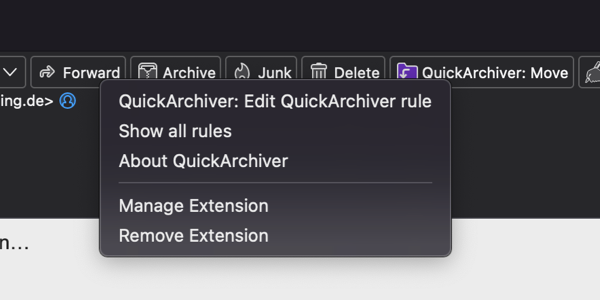 Forward Archive Junk Delete QuickArchiver: Move
ing.de>
QuickArchiver: Edit QuickArchiver rule
Show all rules
About QuickArchiver
Manage Extension
Remove Extension
n...